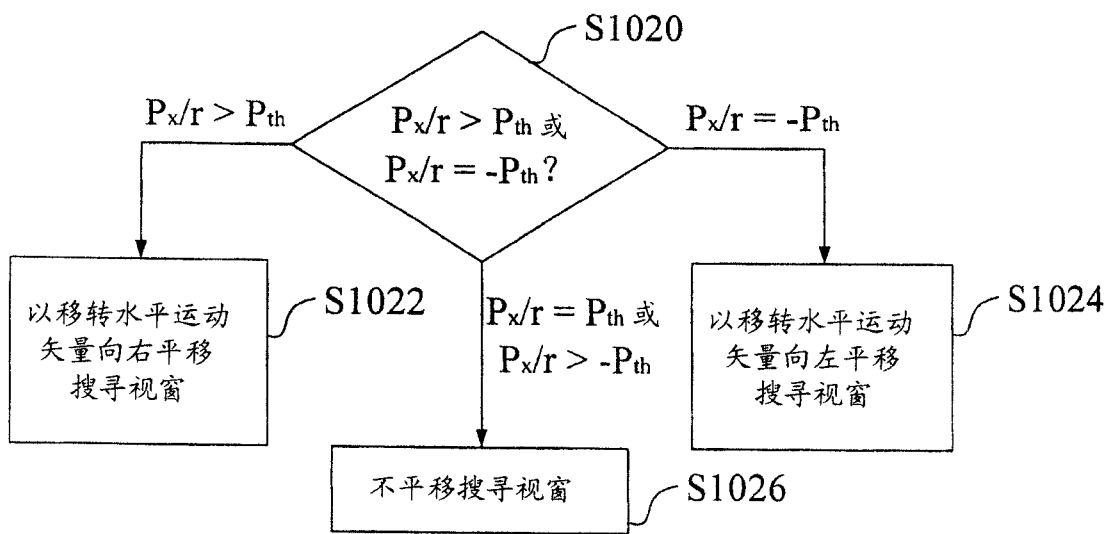 S1020
Px/r > Pth
Px/r > Pth 或
Px/r = -Pth?
Px/r = -Pth
以移转水平运动
矢量向右平移
搜寻视窗
S1022
Px/r = Pth 或
Px/r > -Pth
以移转水平运动
矢量向左平移
搜寻视窗
S1024
不平移搜寻视窗
S1026